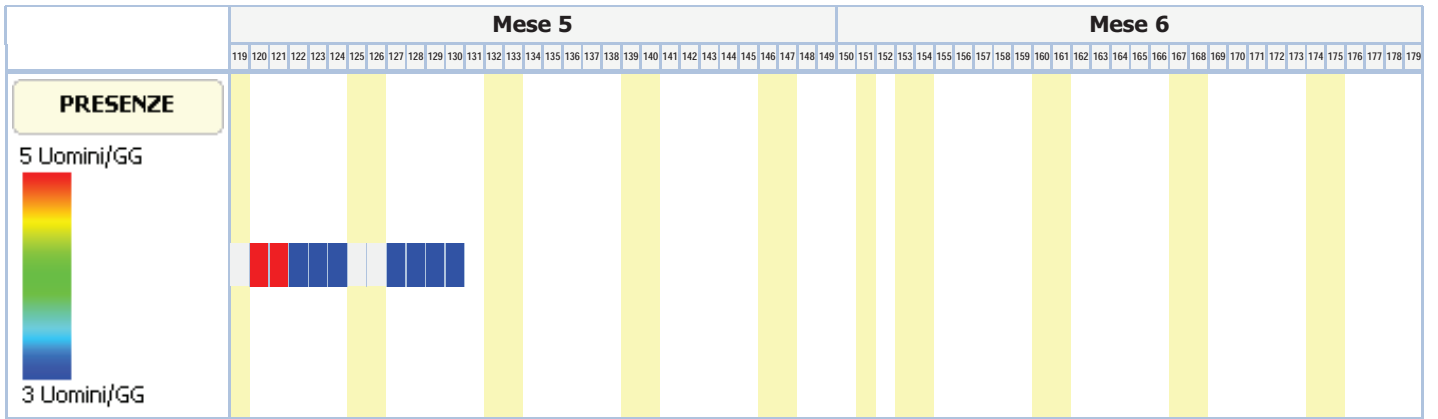 Mese 5 Mese 6
119 120 121 122 123 124 125 126 127 128 129 130 131 132 133 134 135 136 137 138 139 140 141 142 143 144 145 146 147 148 149 150 151 152 153 154 155 156 157 158 159 160 161 162 163 164 165 166 167 168 169 170 171 172 173 174 175 176 177 178 179
PRESENZE
5 Uomini/GG
3 Uomini/GG